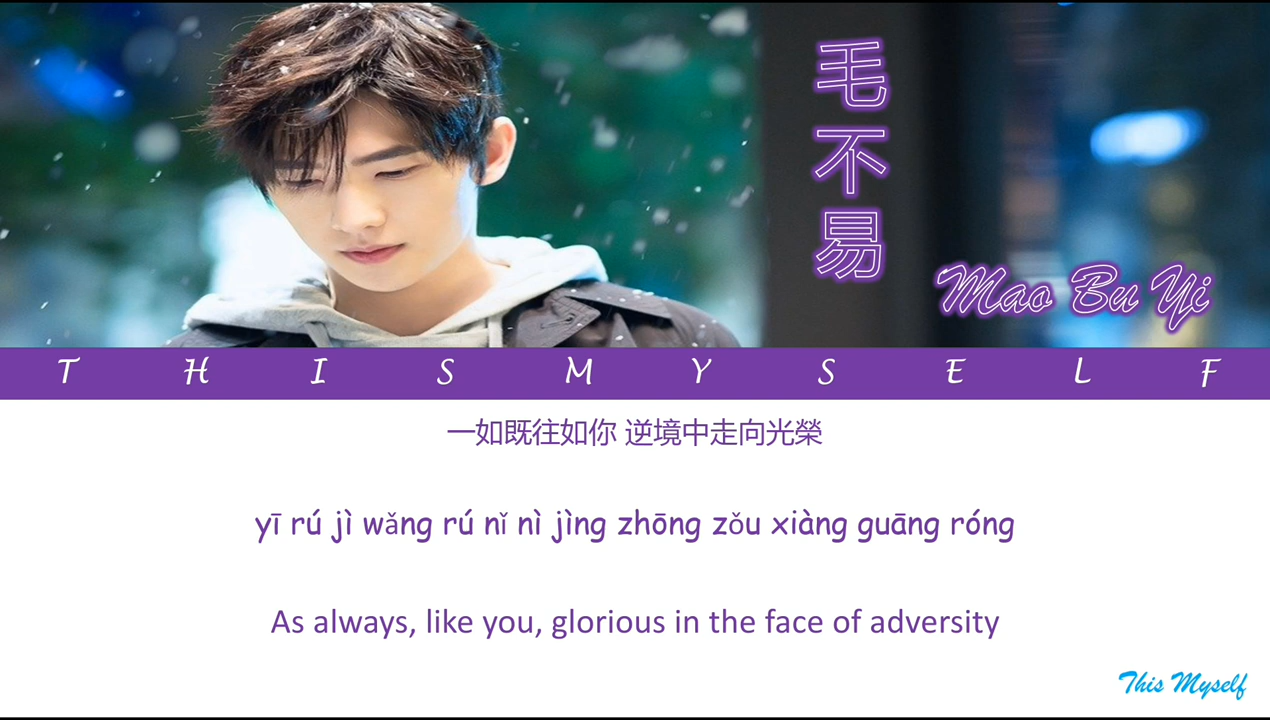 毛不易
Mao Bu Yi
THISMYSELF
一如既往如你 逆境中走向光榮
yī rú jì wǎng rú nǐ nì jìng zhōng zǒu xiàng guāng róng
As always, like you, glorious in the face of adversity
This Myself